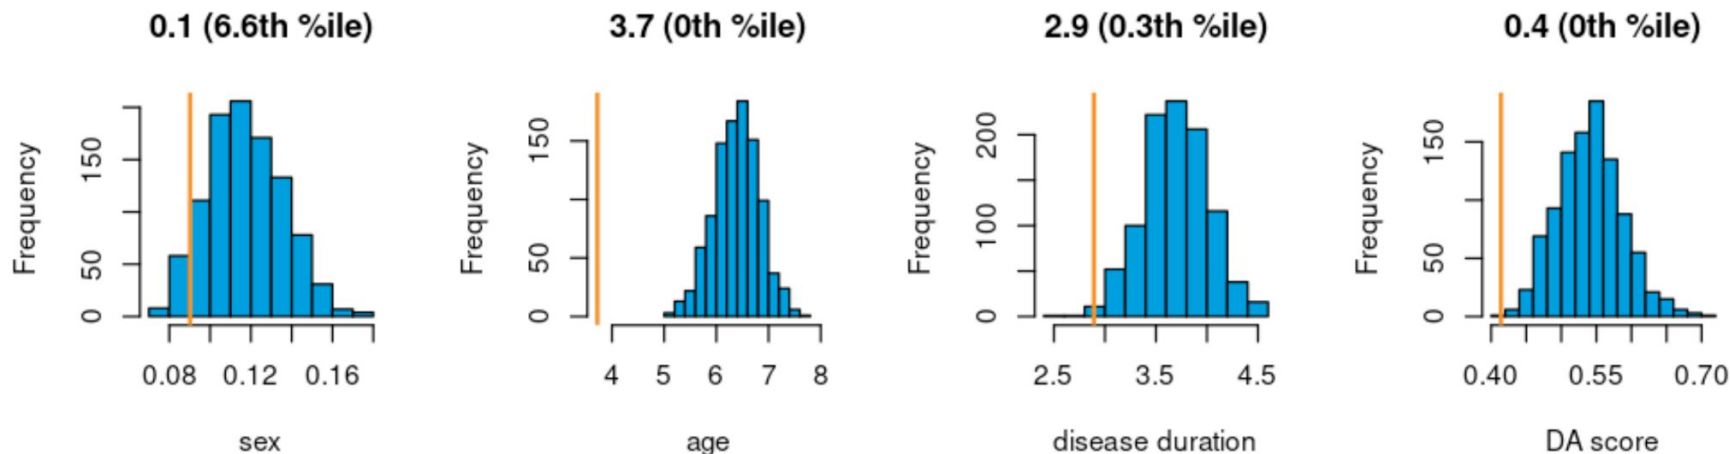 0.1 (6.6th %ile)
Frequency
0
50
150
0.08 0.12 0.16
sex
3.7 (0th %ile)
Frequency
0
50
150
4 5 6 7 8
age
2.9 (0.3th %ile)
Frequency
0
100
200
2.5 3.5 4.5
disease duration
0.4 (0th %ile)
Frequency
0
50
150
0.40 0.55 0.70
DA score